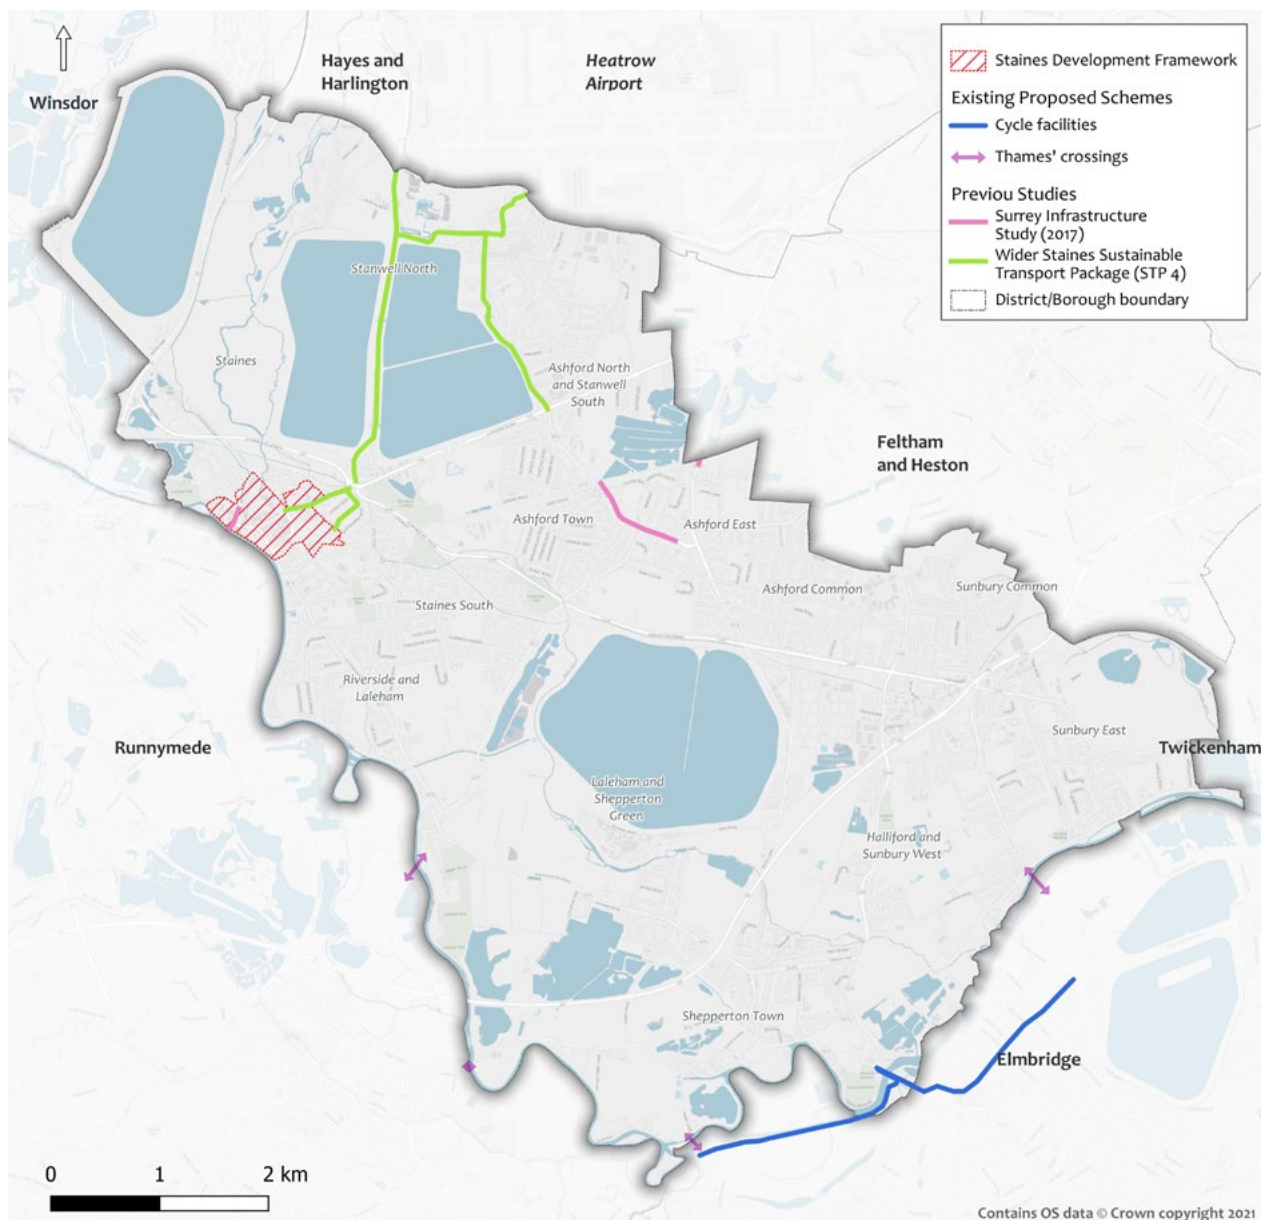 Hayes and
Harlington
Heatrow
Airport
Winsdor
Staines Development Framework
Existing Proposed Schemes
Cycle facilities
Thames' crossings
Previou Studies
Surrey Infrastructure
Study (2017)
Wider Staines Sustainable
Transport Package (STP 4)
District/Borough boundary
Stanwell North
Staines
Ashford North
and Stanwell
South
Feltham
and Heston
Ashford Town
Ashford East
Ashford Common
Sunbury Common
Staines South
Riverside and
Laleham
Runnymede
Sunbury East
Twickenham
Laleham and
Shepperton
Green
Halliford and
Sunbury West
Shepperton Town
Elmbridge
0 1 2 km
Contains OS data © Crown copyright 2021